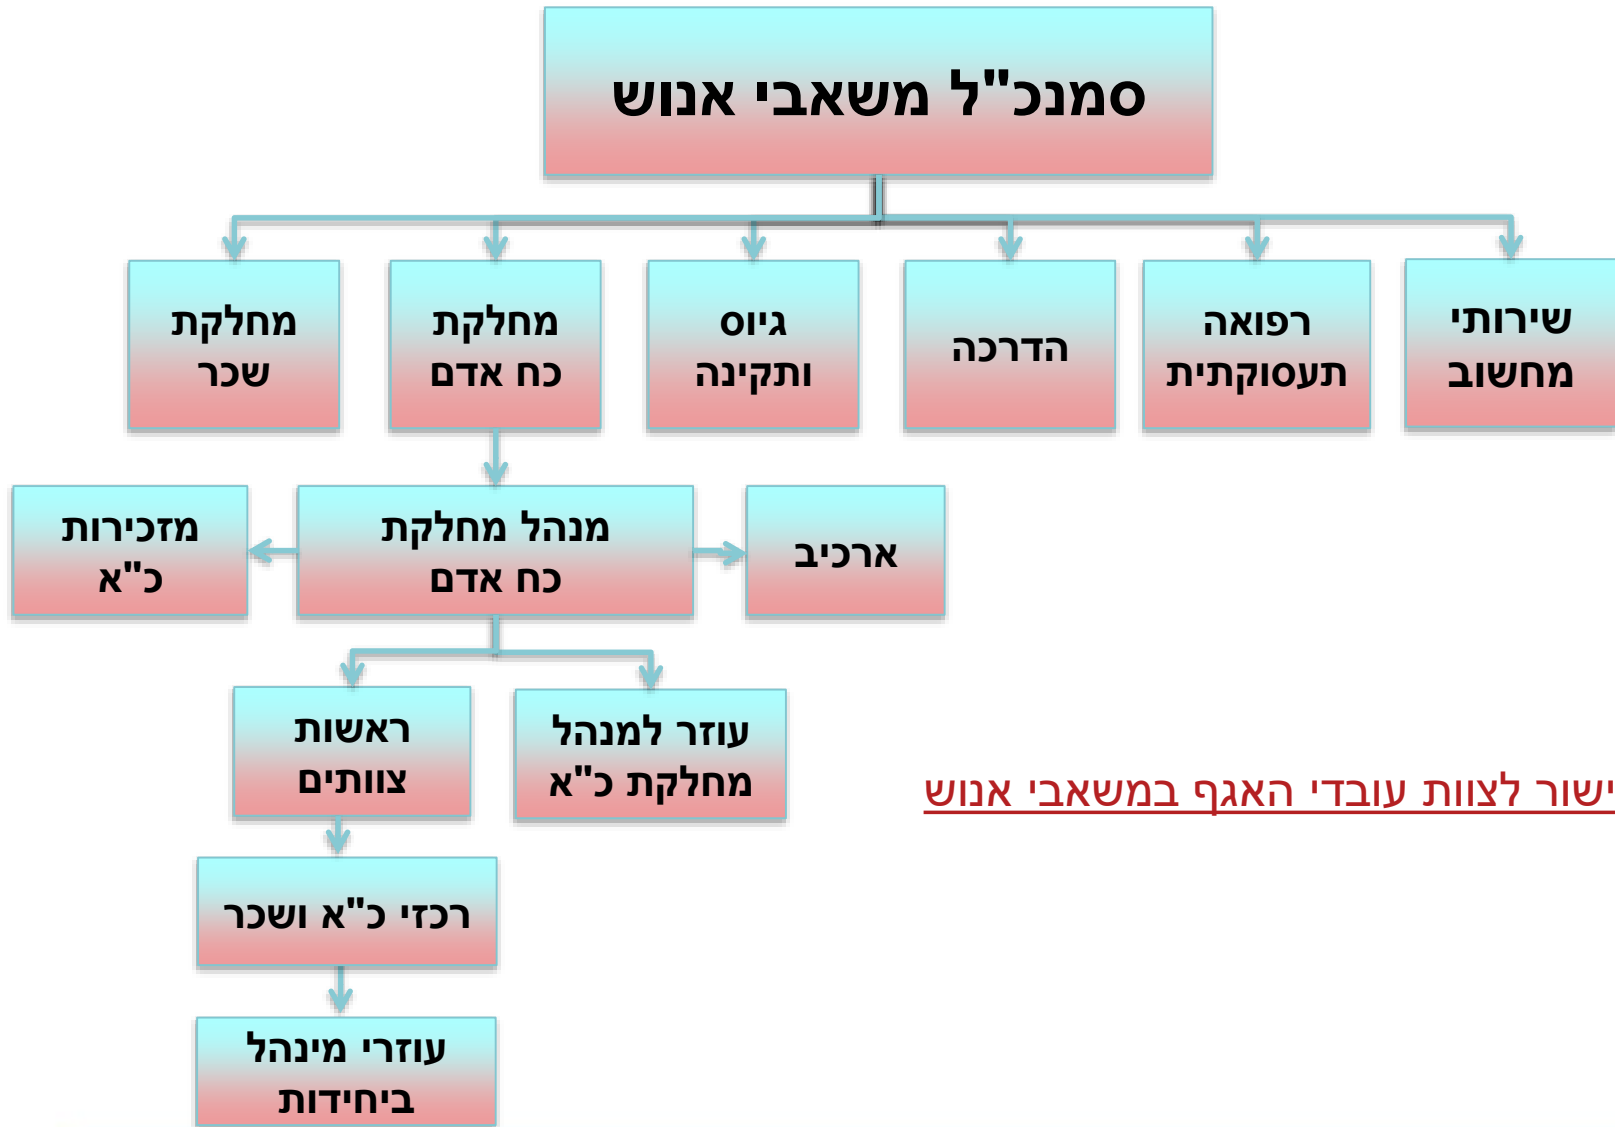 סמנכ"ל משאבי אנוש
שירותי
מחשוב
רפואה
תעסוקתית
הדרכה
גיוס
ותקינה
מחלקת
כח אדם
מחלקת
שכר
ארכיב
מנהל מחלקת
כח אדם
מזכירות
כ"א
עוזר למנהל
מחלקת כ"א
ראשות
צוותים
ישור לצוות עובדי האגף במשאבי אנוש
רכזי כ"א ושכר
עוזרי מינהל
ביחידות